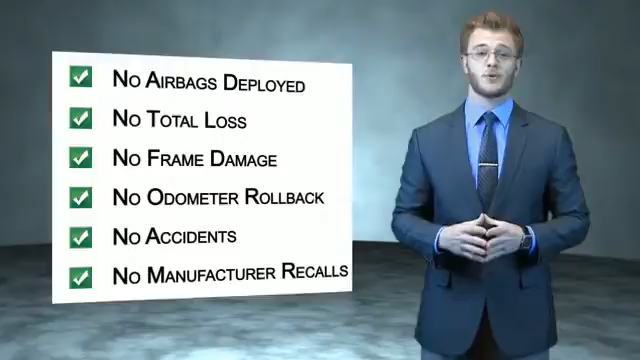 No Airbags Deployed
No Total Loss
No Frame Damage
No Odometer Rollback
No Accidents
No Manufacturer Recalls